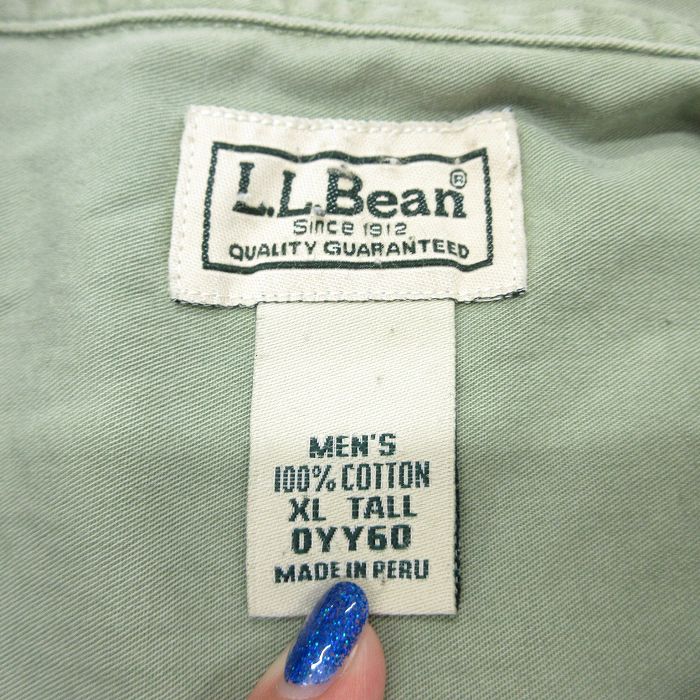 L.L.Bean®
Since 1912
QUALITY GUARANTEED
MEN'S
100% COTTON
XL TALL
0YY60
MADE IN PERU